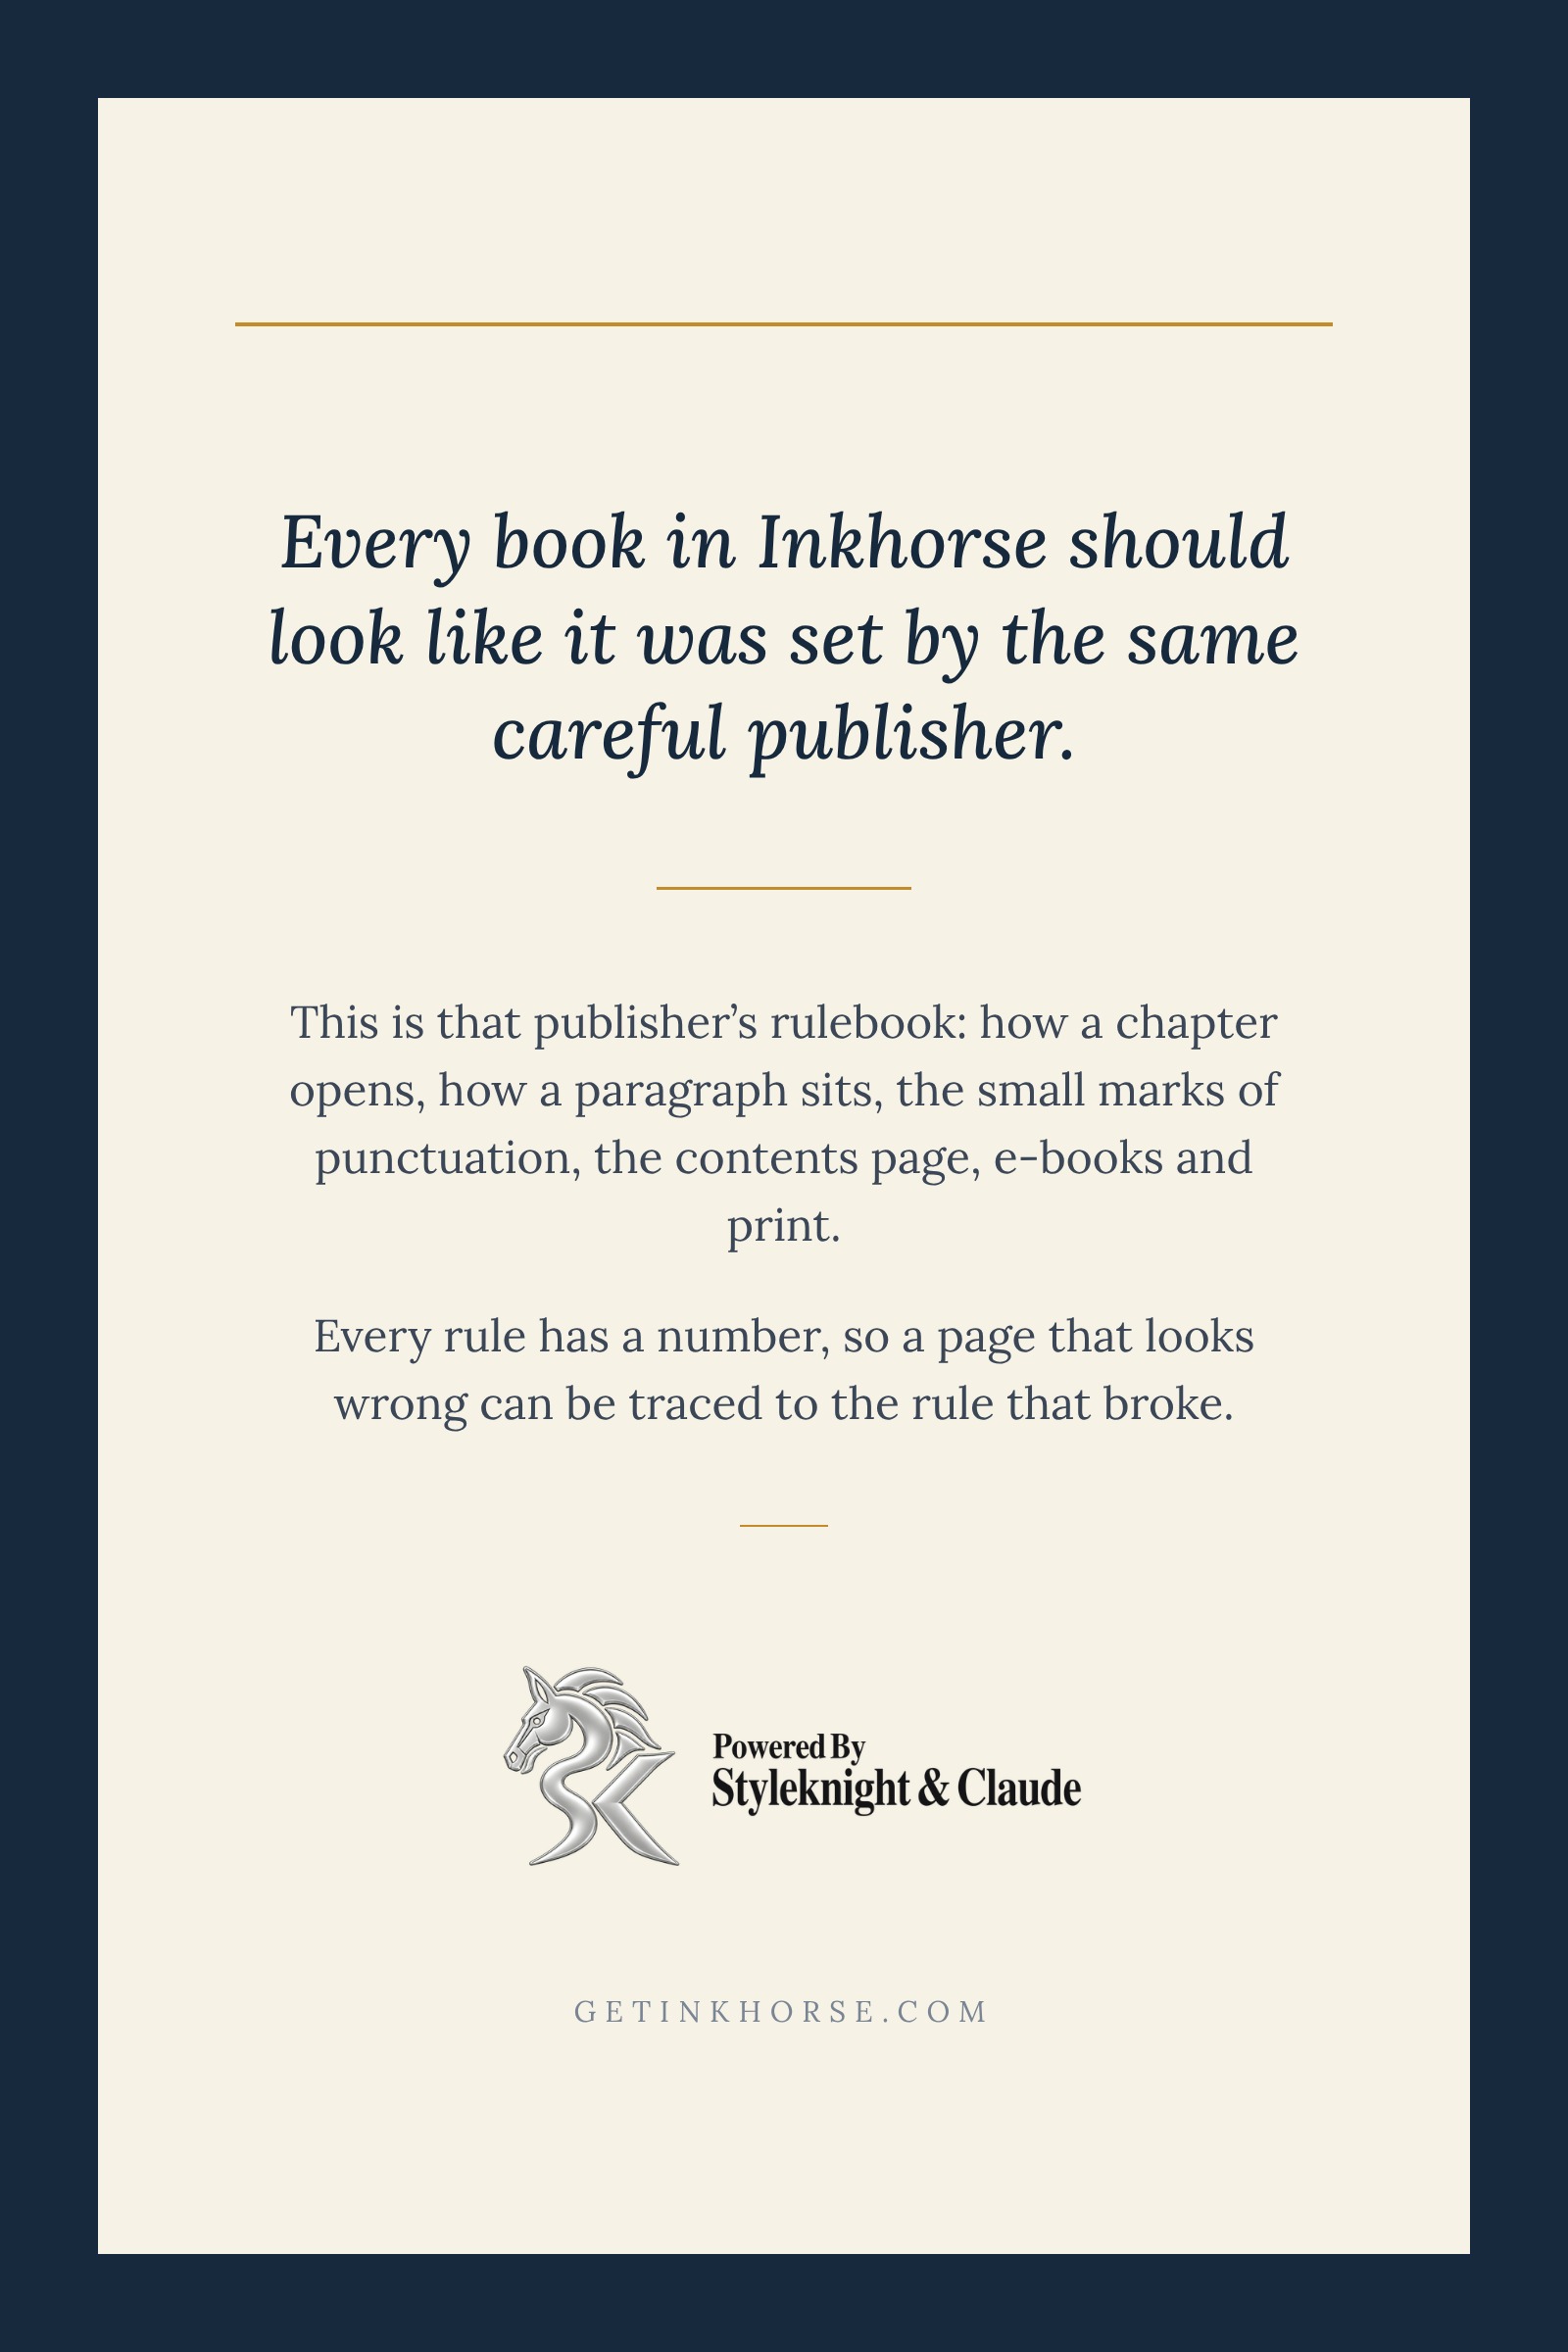 Every book in Inkhorse should
look like it was set by the same
careful publisher.
This is that publisher’s rulebook: how a chapter
opens, how a paragraph sits, the small marks of
punctuation, the contents page, e-books and
print.
Every rule has a number, so a page that looks
wrong can be traced to the rule that broke.
Powered By
Styleknight & Claude
GETINKHORSE.COM